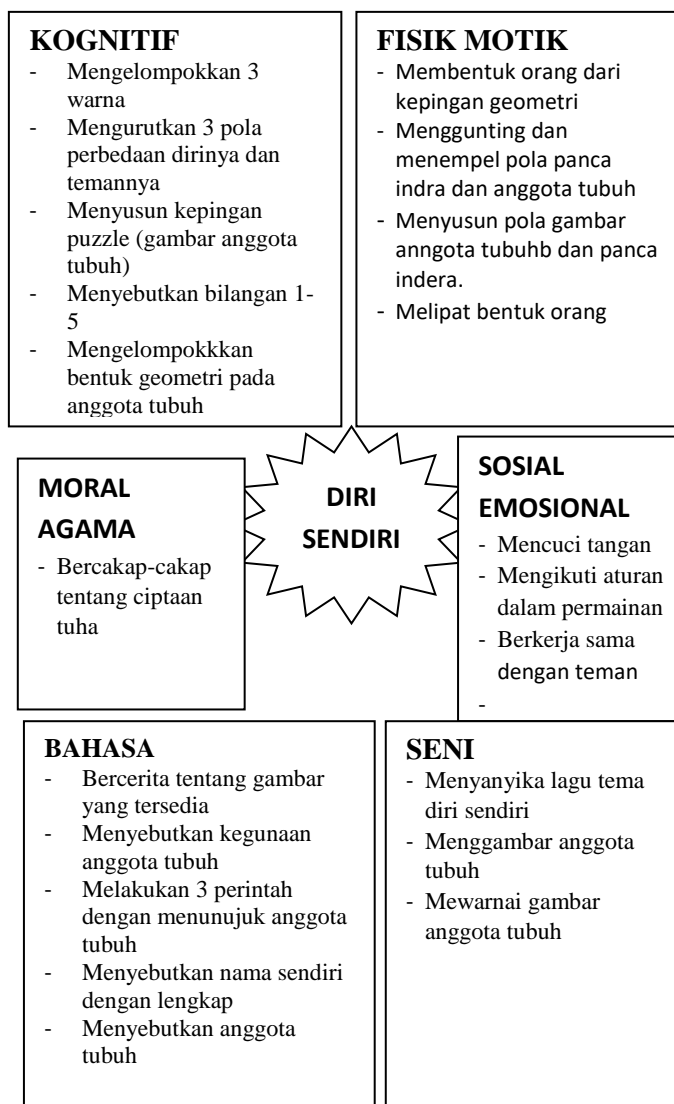 KOGNITIF
- Mengelompokkan 3
warna
- Mengurutkan 3 pola
perbedaan dirinya dan
temannya
- Menyusun kepingan
puzzle (gambar anggota
tubuh)
- Menyebutkan bilangan 1-
5
- Mengelompokkkan
bentuk geometri pada
anggota tubuh
FISIK MOTIK
- Membentuk orang dari
kepingan geometri
- Menggunting dan
menempel pola panca
indra dan anggota tubuh
- Menyusun pola gambar
anngota tubuhb dan panca
indera.
- Melipat bentuk orang
MORAL
AGAMA
- Bercakap-cakap
tentang ciptaan
tuha
DIRI
SENDIRI
SOSIAL
EMOSIONAL
- Mencuci tangan
- Mengikuti aturan
dalam permainan
- Berkerja sama
dengan teman
-
BAHASA
- Bercerita tentang gambar
yang tersedia
- Menyebutkan kegunaan
anggota tubuh
- Melakukan 3 perintah
dengan menunujuk anggota
tubuh
- Menyebutkan nama sendiri
dengan lengkap
- Menyebutkan anggota
tubuh
SENI
- Menyanyika lagu tema
diri sendiri
- Menggambar anggota
tubuh
- Mewarnai gambar
anggota tubuh